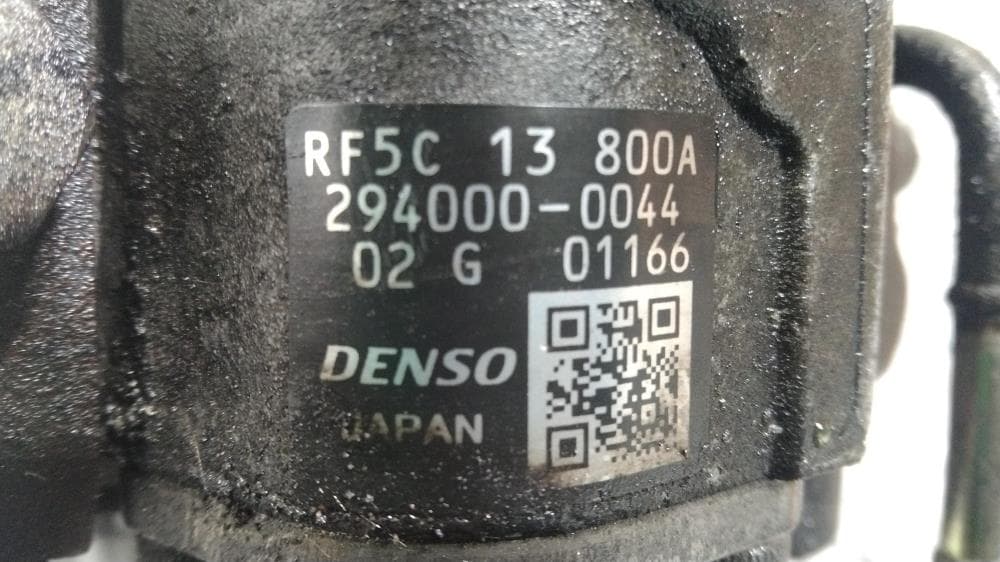 RF5C 13 800A
294000-0044
02 G 01166
DENSO
JAPAN